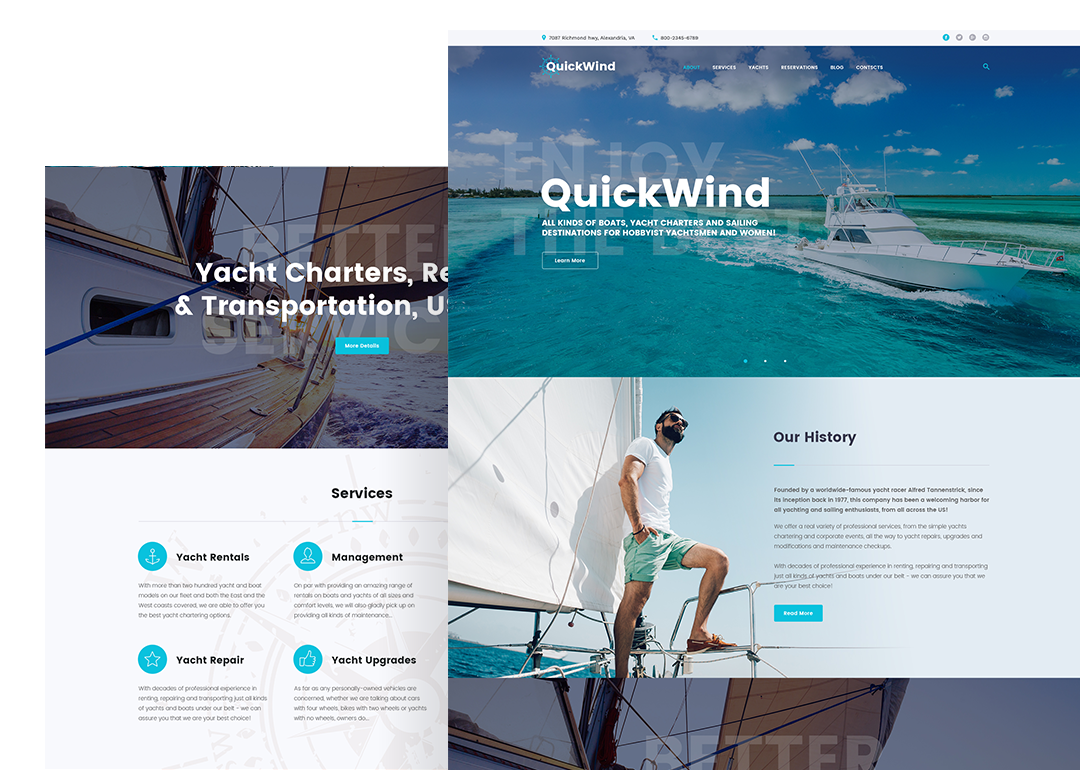 7087 Richmond hwy, Alexandria, VA
800-2345-6789
QuickWind
ABOUT SERVICES YACHTS RESERVATIONS BLOG CONTSCTS
ENJOY
QuickWind
THE BEST
ALL KINDS OF BOATS, YACHT CHARTERS AND SAILING
DESTINATIONS FOR HOBBYIST YACHTSMEN AND WOMEN!
Learn More
Our History
Founded by a worldwide-famous yacht racer Alfred Tannenstrick, since
its inception back in 1977, this company has been a welcoming harbor for
all yachting and sailing enthusiasts, from all across the US!
We offer a real variety of professional services, from the simple yachts
chartering and corporate events, all the way to yacht repairs, upgrades and
modifications and maintenance checkups.
With decades of professional experience in renting, repairing and transporting
just all kinds of yachts and boats under our belt - we can assure you that we
are your best choice!
Read More
BETTER
BETTER
Yacht Charters, Re
& Transportation, U
SERVIC
More Details
Services
nw
Yacht Rentals
With more than two hundred yacht and boat
models on our fleet and both the East and the
West coasts covered, we are able to offer you
the best yacht chartering options.
Management
On par with providing an amazing range of
rentals on boats and yachts of all sizes and
comfort levels, we will also gladly pick up on
providing all kinds of maintenance...
Yacht Repair
With decades of professional experience in
renting, repairing and transporting just all kinds
of yachts and boats under our belt - we can
assure you that we are your best choice!
Yacht Upgrades
As far as any personally-owned vehicles are
concerned, whether we are talking about cars
with four wheels, bikes with two wheels or yachts
with no wheels, owners do...